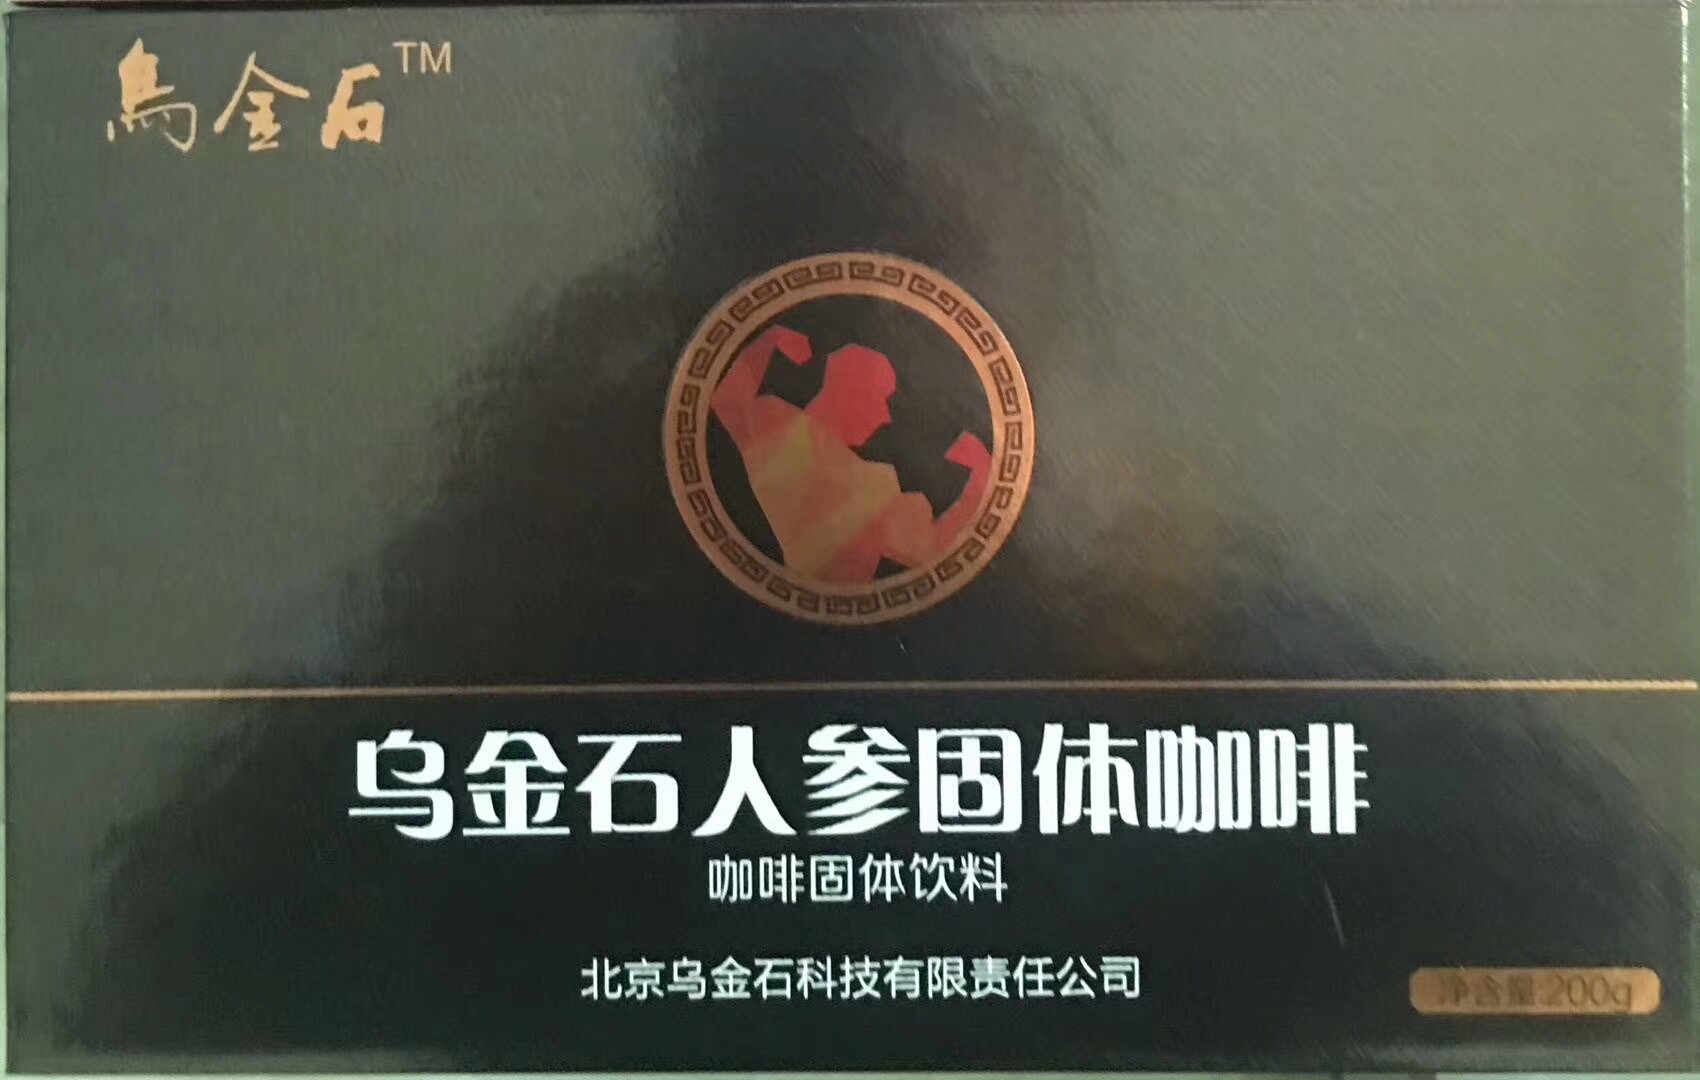 烏金石TM
乌金石人参固体咖啡
咖啡固体饮料
北京乌金石科技有限责任公司
净含量:200g